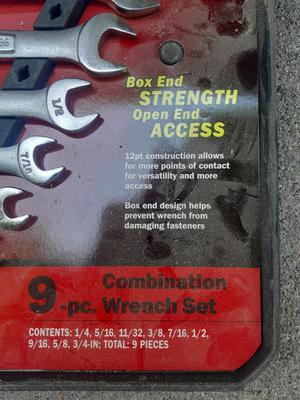 Box End
STRENGTH
Open End
ACCESS
1/2
7/16
12pt construction allows
for more points of contact
for versatility and more
access
Box end design helps
prevent wrench from
damaging fasteners
9-pc. Combination
Wrench Set
CONTENTS: 1/4, 5/16, 11/32, 3/8, 7/16, 1/2,
9/16, 5/8, 3/4-IN; TOTAL: 9 PIECES